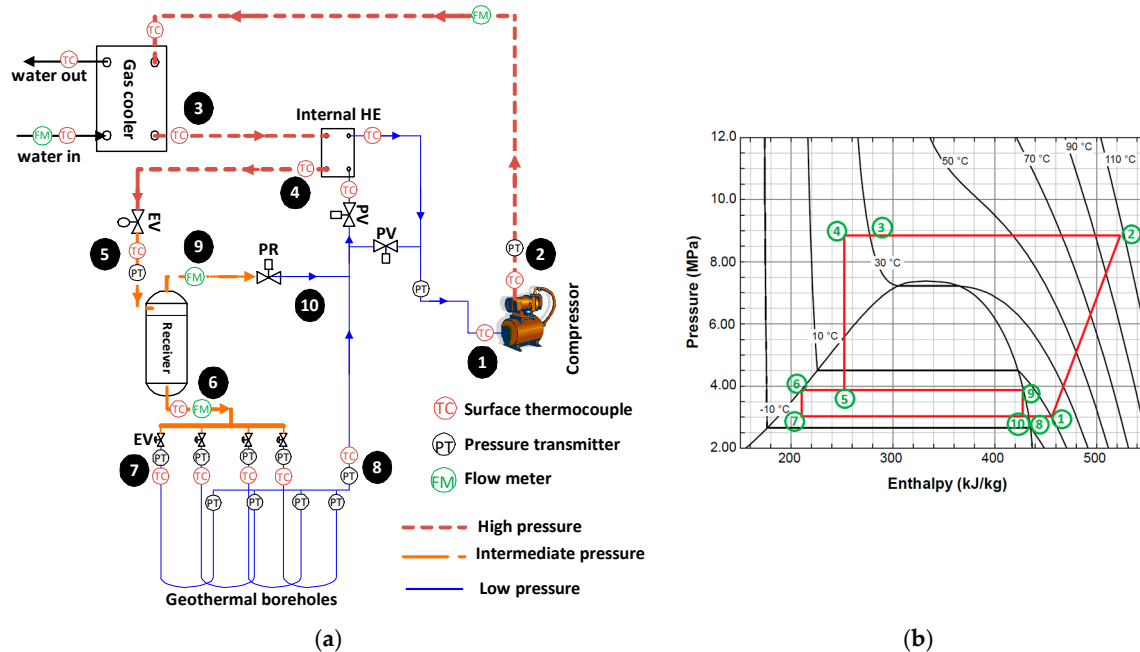 TC
FM
TC
water out
FM
TC
water in
Gas cooler
3
TC
Internal HE
TC
TC
4
TC
PV
PV
EV
5
TC
PT
9
FM
PR
10
PT
2
PT
TC
TC
1
Compressor
Receiver
6
TC
FM
EV
7
PT
PT
PT
PT
TC
TC
TC
TC
TC
PT
8
PT
PT
PT
PT
Geothermal boreholes
TC Surface thermocouple
PT Pressure transmitter
FM Flow meter
High pressure
Intermediate pressure
Low pressure
(a)
Pressure (MPa)
12.0
10.0
8.00
6.00
4.00
2.00
200
300
400
500
Enthalpy (kJ/kg)
-10 °C
10 °C
30 °C
50 °C
70 °C
90 °C
110 °C
4
3
2
6
5
9
7
10
8
1
(b)